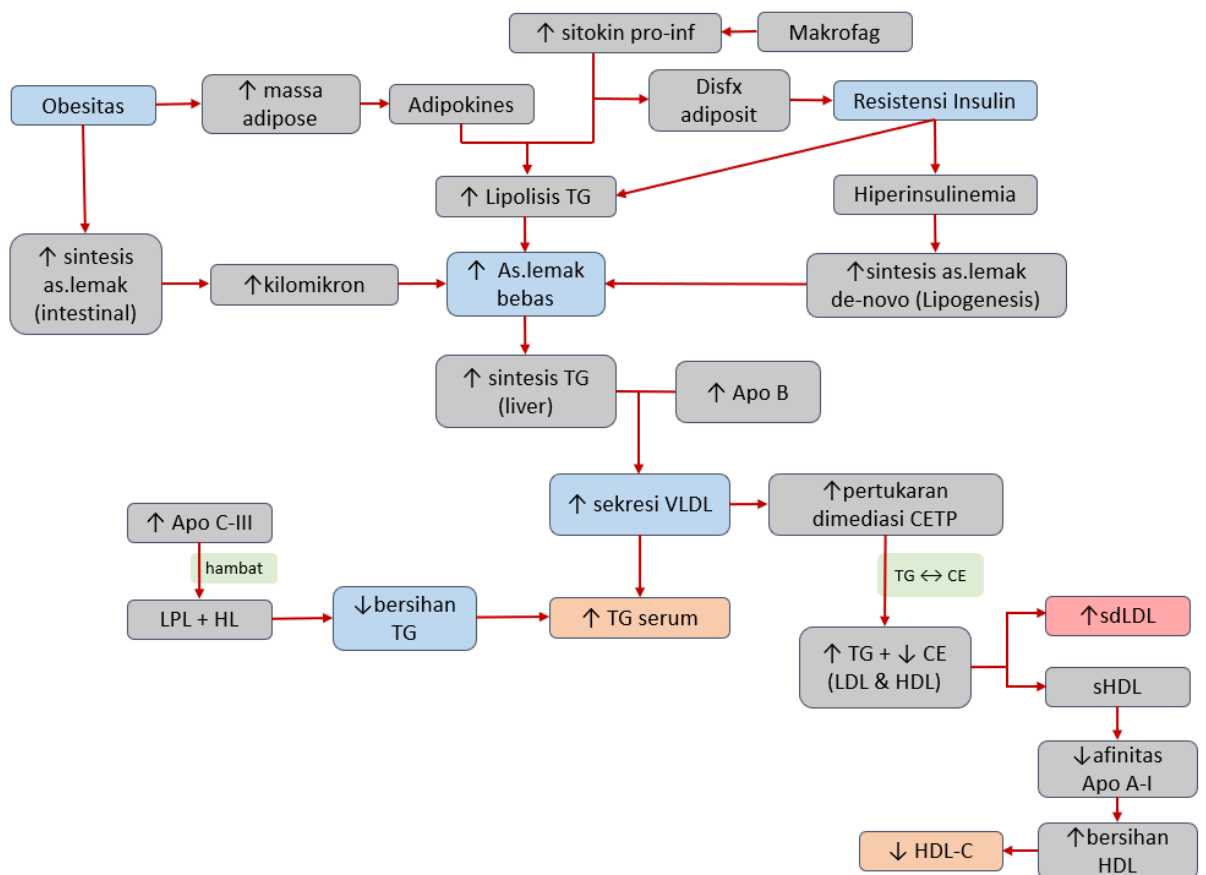 ↑ sitokin pro-inf
Makrofag
Obesitas
↑ massa
adipose
Adipokines
Disfx
adiposit
Resistensi Insulin
↑ Lipolisis TG
Hiperinsulinemia
↑ sintesis
as.lemak
(intestinal)
↑kilomikron
↑ As.lemak
bebas
↑sintesis as.lemak
de-novo (Lipogenesis)
↑ sintesis TG
(liver)
↑ Apo B
↑ sekresi VLDL
↑pertukaran
dimediasi CETP
↑ Apo C-III
hambat
TG ↔ CE
LPL + HL
↓bersihan
TG
↑ TG serum
↑ TG + ↓ CE
(LDL & HDL)
↑sdLDL
sHDL
↓afinitas
Apo A-I
↑bersihan
HDL
↓ HDL-C